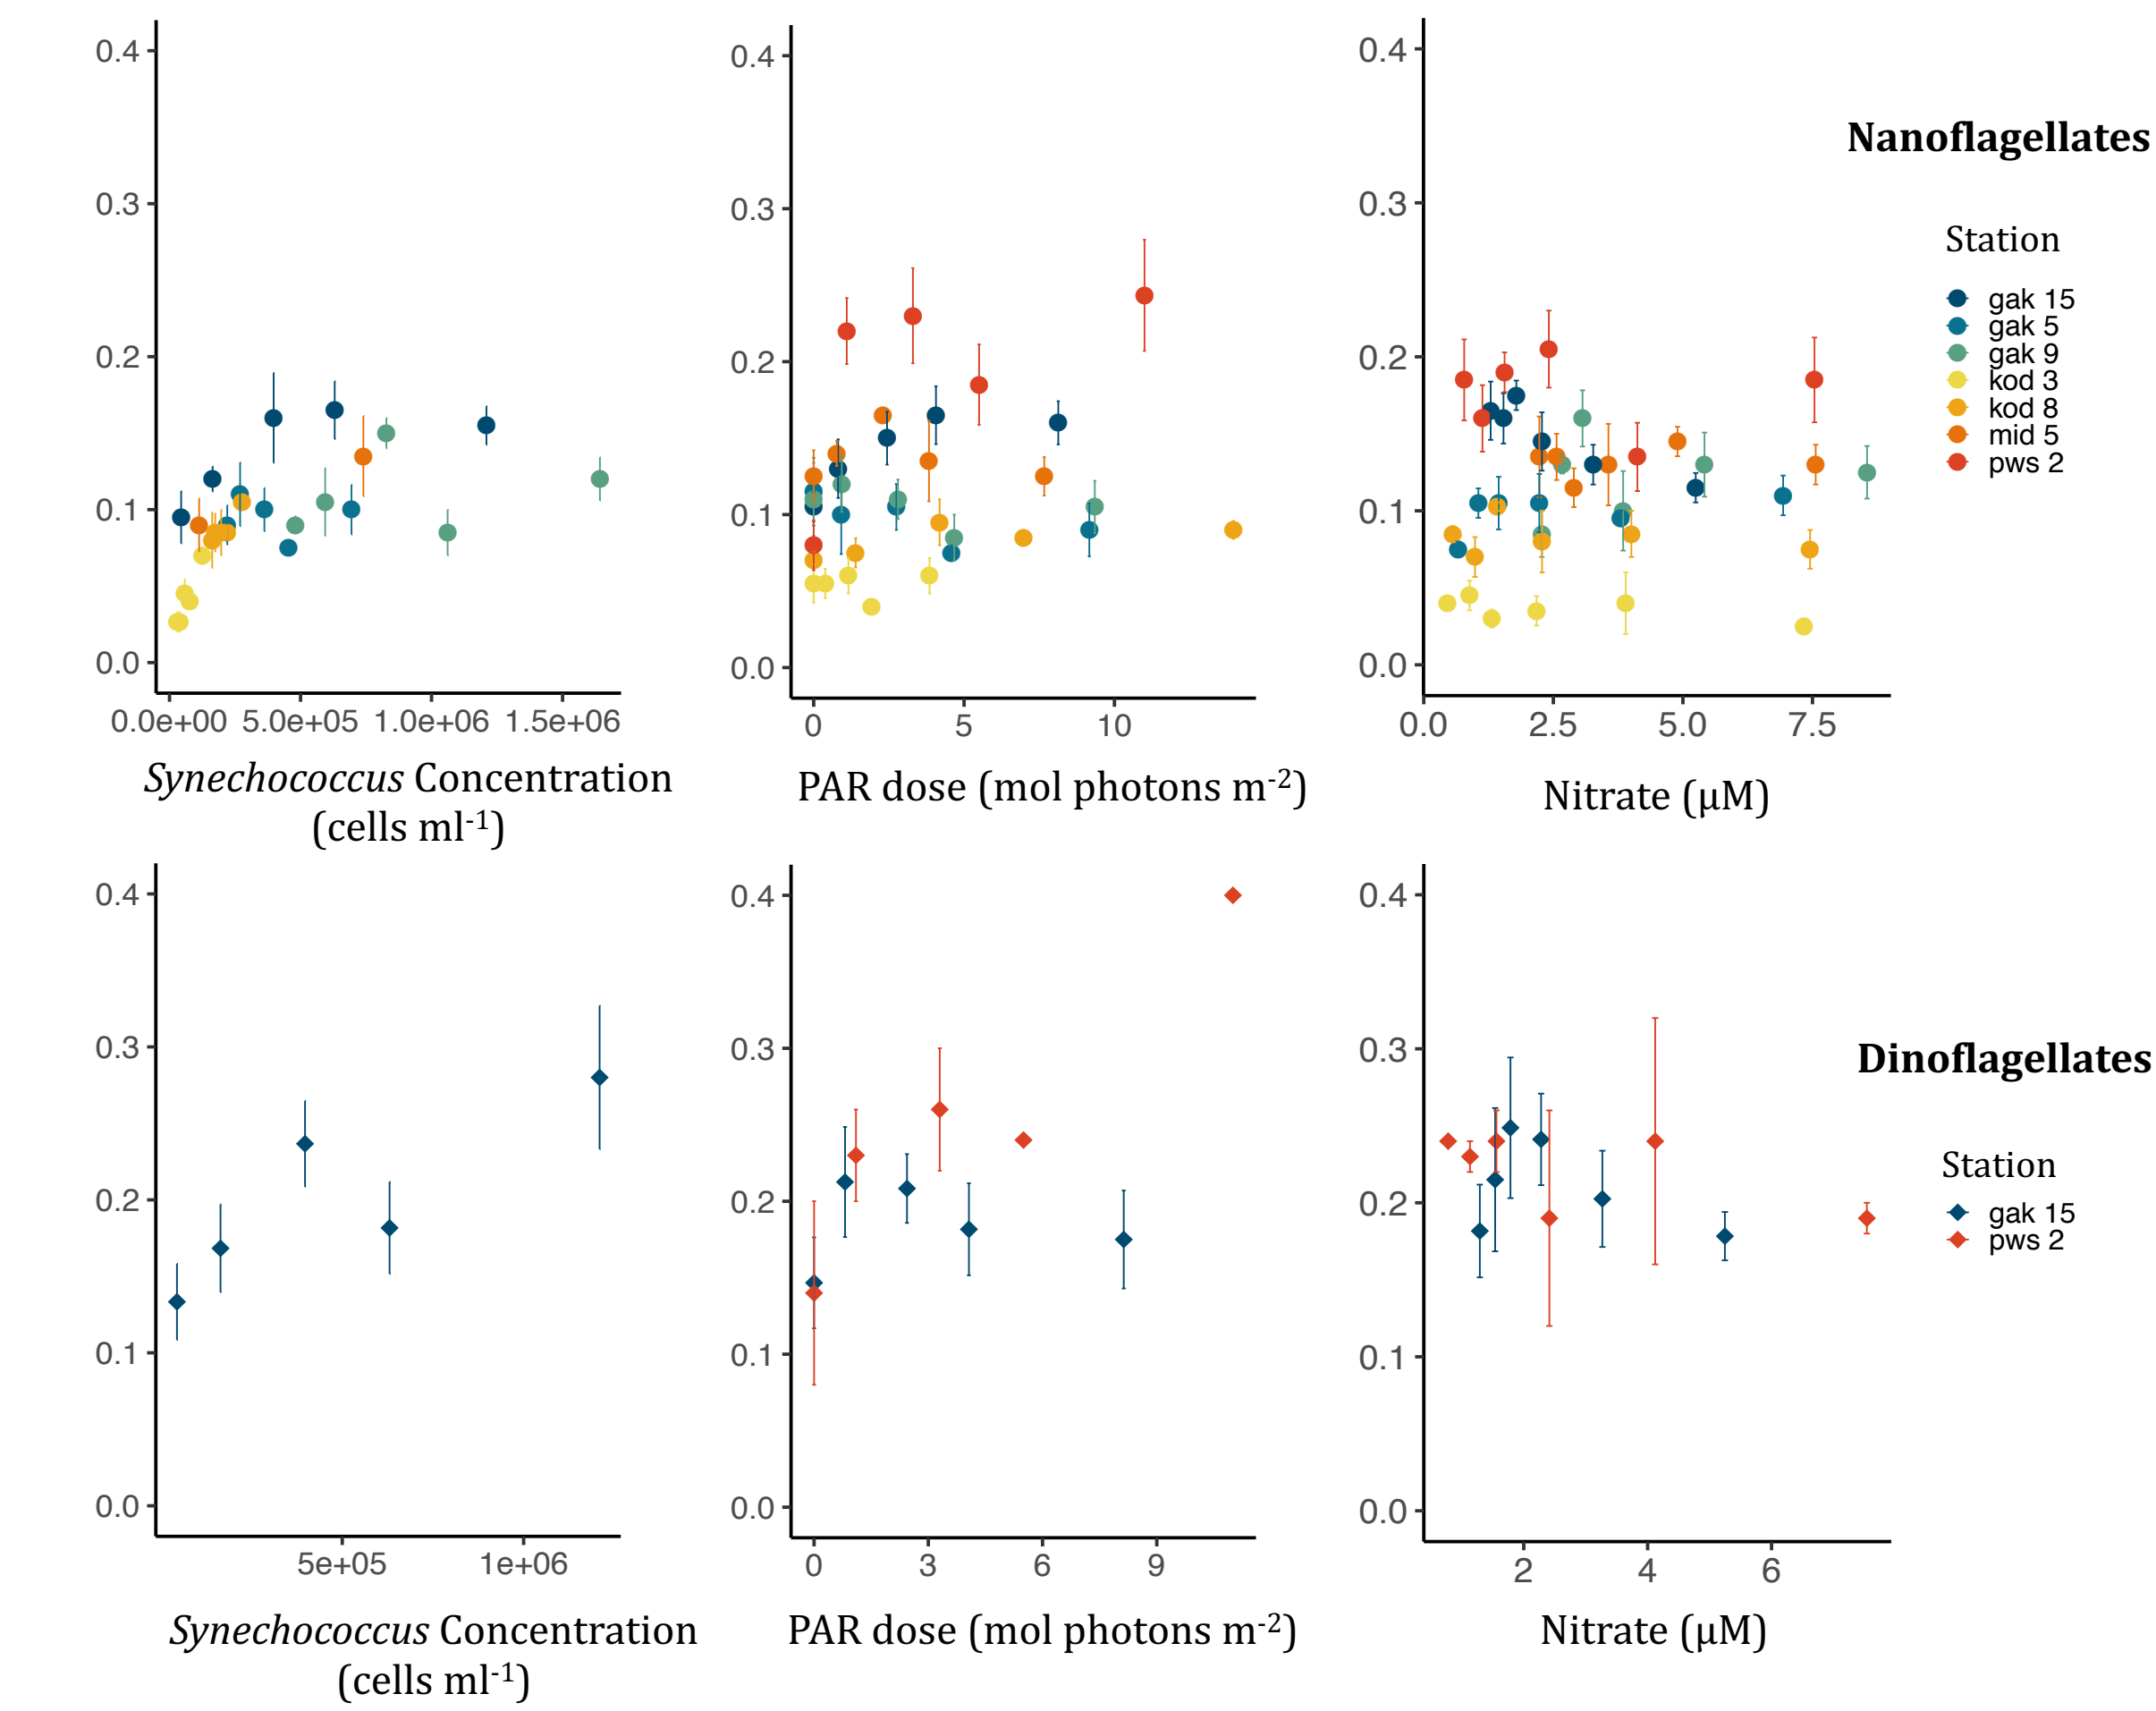 0.4
0.3
0.2
0.1
0.0
0.0e+00 5.0e+05 1.0e+06 1.5e+06
Synechococcus Concentration
(cells ml-1)
0.4
0.3
0.2
0.1
0.0
0 5 10
PAR dose (mol photons m-2)
0.4
0.3
0.2
0.1
0.0
0.0 2.5 5.0 7.5
Nitrate (µM)
Nanoflagellates
Station
gak 15
gak 5
gak 9
kod 3
kod 8
mid 5
pws 2
0.4
0.3
0.2
0.1
0.0
5e+05 1e+06
Synechococcus Concentration
(cells ml-1)
0.4
0.3
0.2
0.1
0.0
0 3 6 9
PAR dose (mol photons m-2)
0.4
0.3
0.2
0.1
0.0
2 4 6
Nitrate (µM)
Dinoflagellates
Station
gak 15
pws 2